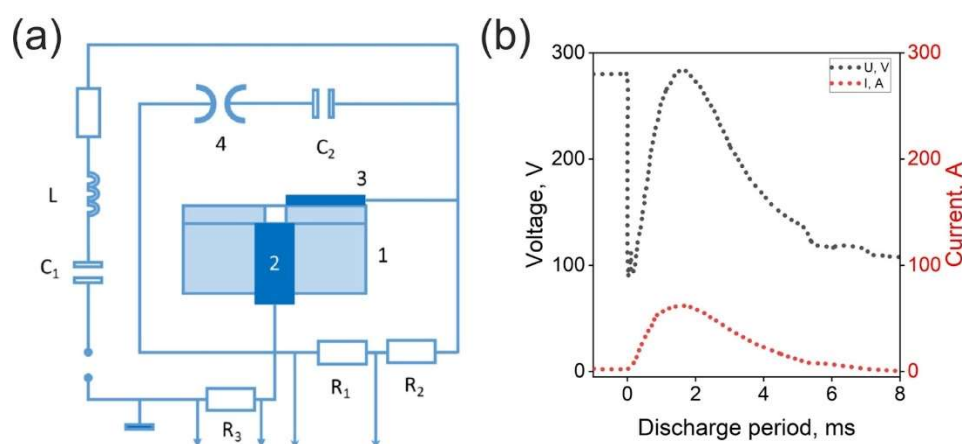 (a)
4
C2
L
3
C1
2
1
R1
R2
R3
(b)
300
200
100
0
Voltage, V
U, V
I, A
300
200
100
0
Current, A
0
2
4
6
8
Discharge period, ms